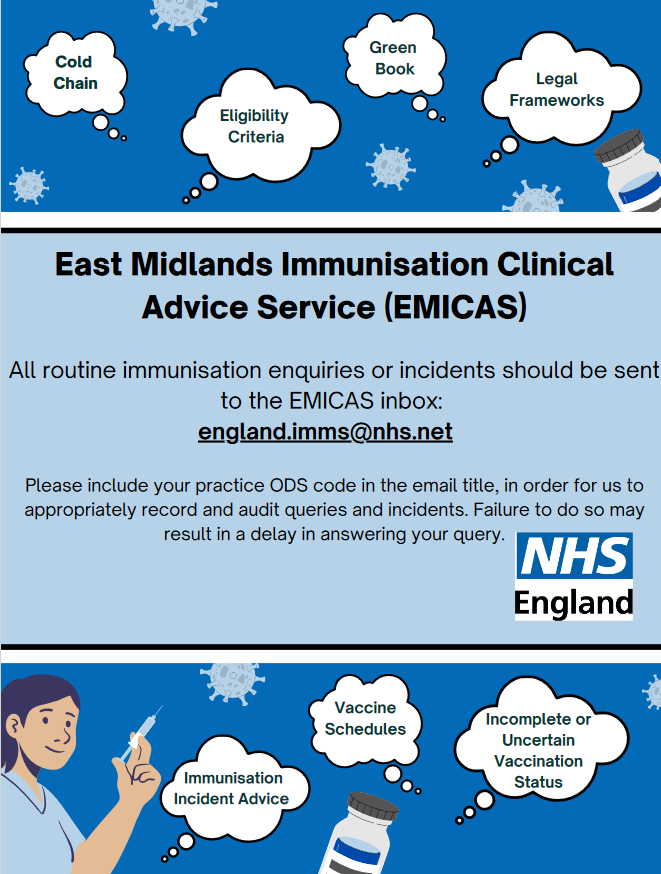 Cold
Chain
Eligibility
Criteria
Green
Book
Legal
Frameworks
East Midlands Immunisation Clinical
Advice Service (EMICAS)
All routine immunisation enquiries or incidents should be sent
to the EMICAS inbox:
england.imms@nhs.net
Please include your practice ODS code in the email title, in order for us to
appropriately record and audit queries and incidents. Failure to do so may
result in a delay in answering your query.
NHS
England
Immunisation
Incident Advice
Vaccine
Schedules
Incomplete or
Uncertain
Vaccination
Status